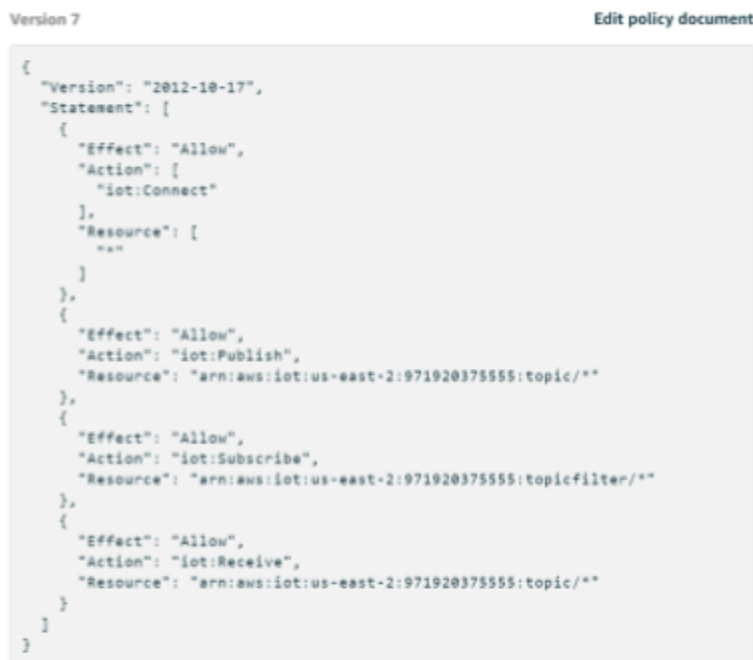 Version 7 Edit policy document
{
"Version": "2012-10-17",
"Statement": [
{
"Effect": "Allow",
"Action": [
"iot:Connect"
],
"Resource": [
"*"
]
},
{
"Effect": "Allow",
"Action": "iot:Publish",
"Resource": "arn:aws:iot:us-east-2:971920375555:topic/*"
},
{
"Effect": "Allow",
"Action": "iot:Subscribe",
"Resource": "arn:aws:iot:us-east-2:971920375555:topicfilter/*"
},
{
"Effect": "Allow",
"Action": "iot:Receive",
"Resource": "arn:aws:iot:us-east-2:971920375555:topic/*"
}
]
}